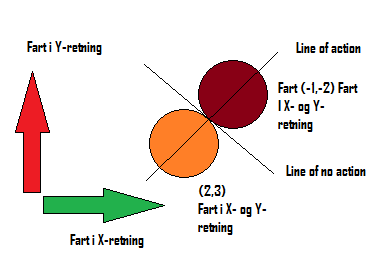 Fart i Y-retning
Line of action
Fart (-1,-2) Fart
I X- og Y-
retning
Line of no action
(2,3)
Fart i X- og Y-
retning
Fart i X-retning